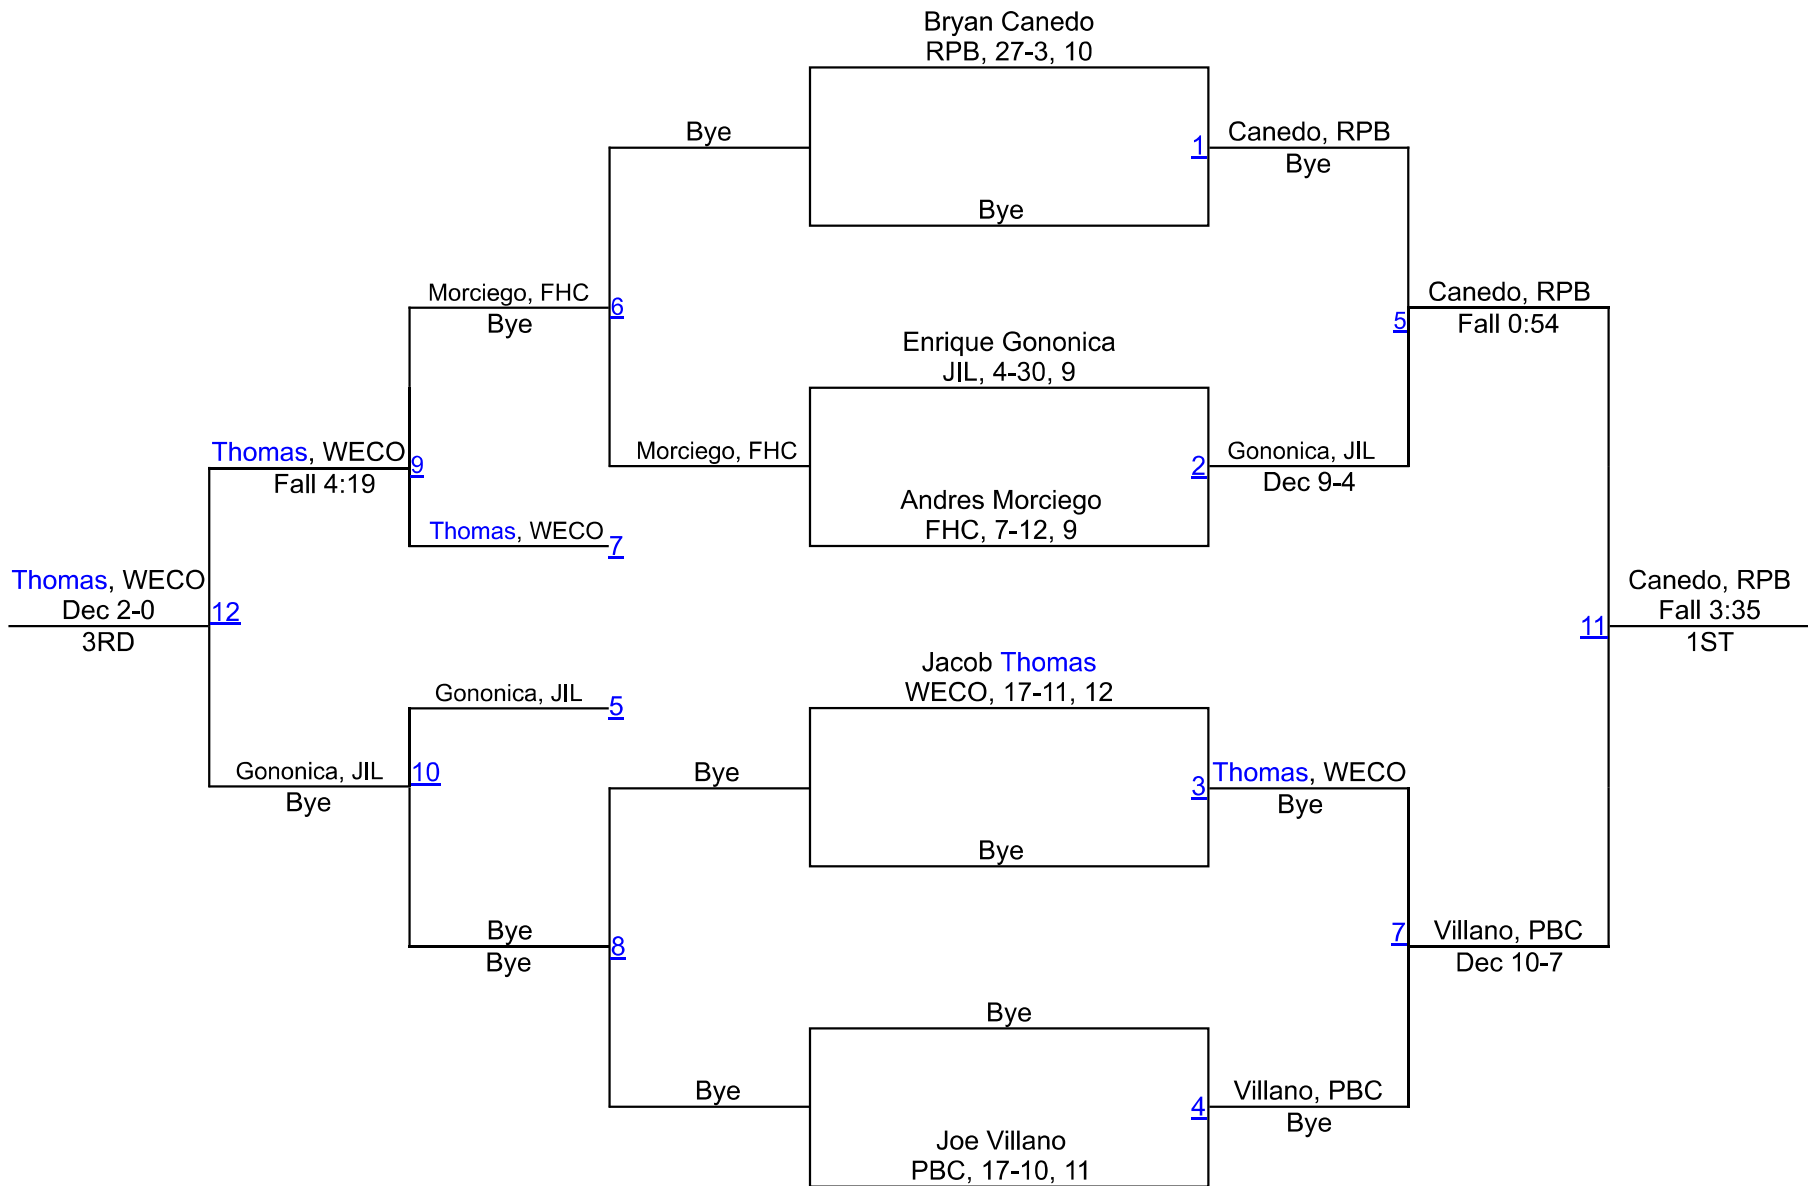 Bryan Canedo
RPB, 27-3, 10
Bye
1
Canedo, RPB
Bye
Bye
Morciego, FHC
Bye
6
Canedo, RPB
Fall 0:54
5
Enrique Gononica
JIL, 4-30, 9
Thomas, WECO
Fall 4:19
9
Morciego, FHC
2
Gononica, JIL
Dec 9-4
Andres Morciego
FHC, 7-12, 9
Thomas, WECO
7
Thomas, WECO
Dec 2-0
3RD
12
Canedo, RPB
Fall 3:35
1ST
11
Jacob Thomas
WECO, 17-11, 12
Gononica, JIL
5
Gononica, JIL
Bye
10
Bye
3
Thomas, WECO
Bye
Bye
Bye
Bye
8
7
Villano, PBC
Dec 10-7
Bye
Bye
4
Villano, PBC
Bye
Joe Villano
PBC, 17-10, 11